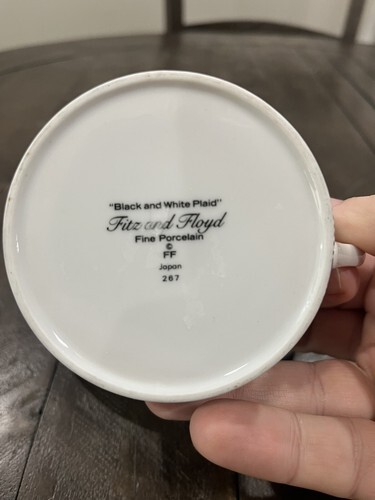 "Black and White Plaid"
Fitz and Floyd
Fine Porcelain
©
FF
Japan
267